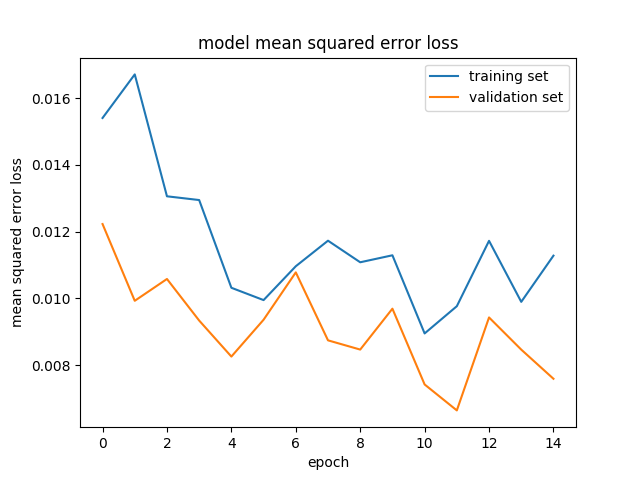 model mean squared error loss
training set
validation set
0.016
0.014
0.012
0.010
0.008
mean squared error loss
0 2 4 6 8 10 12 14
epoch